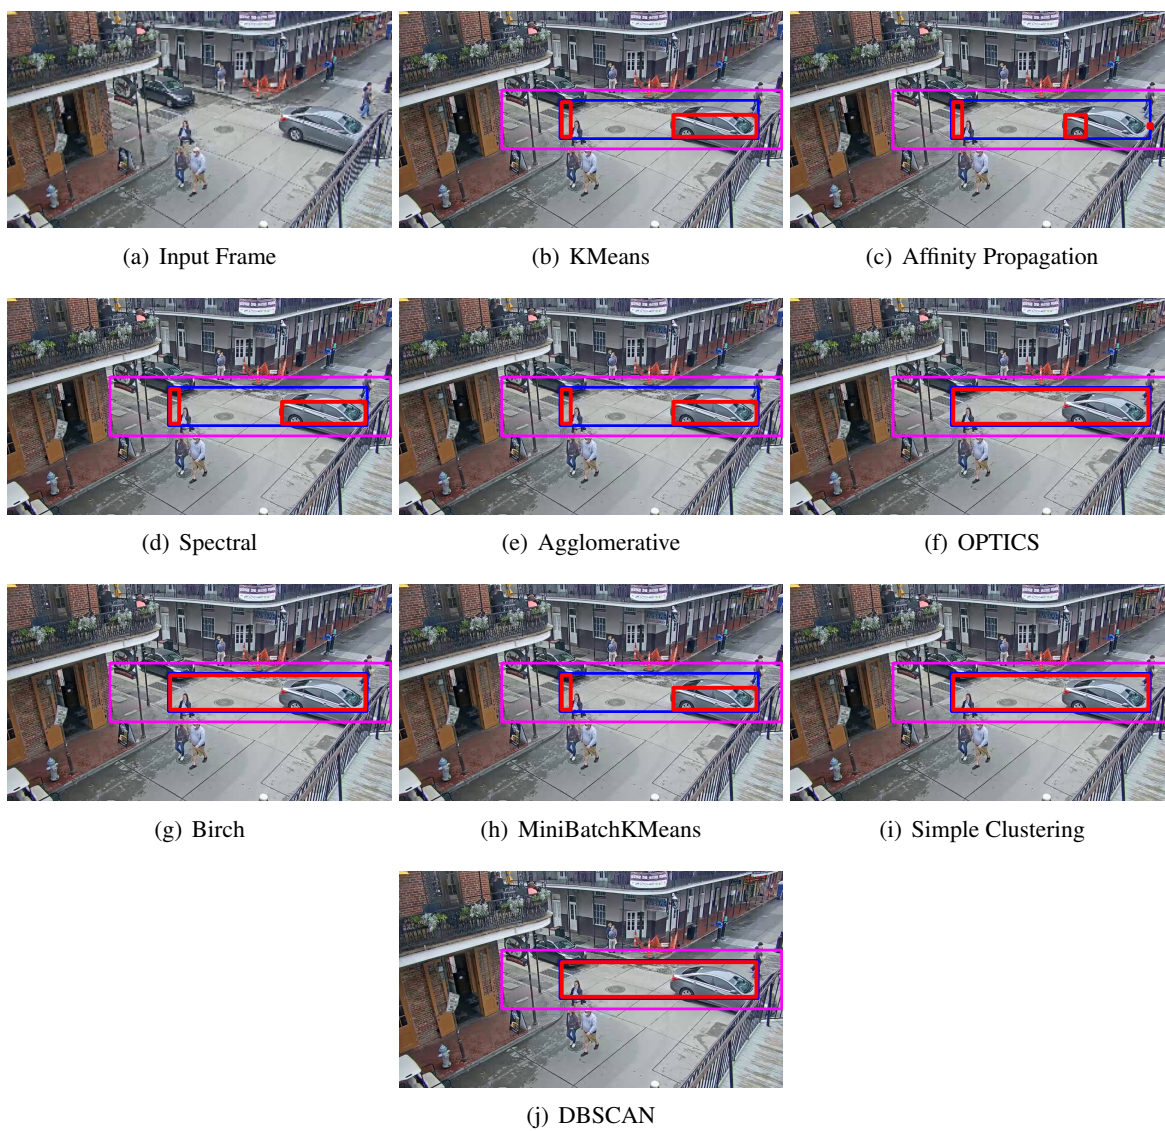 (a) Input Frame
(b) KMeans
(c) Affinity Propagation
(d) Spectral
(e) Agglomerative
(f) OPTICS
(g) Birch
(h) MiniBatchKMeans
(i) Simple Clustering
(j) DBSCAN